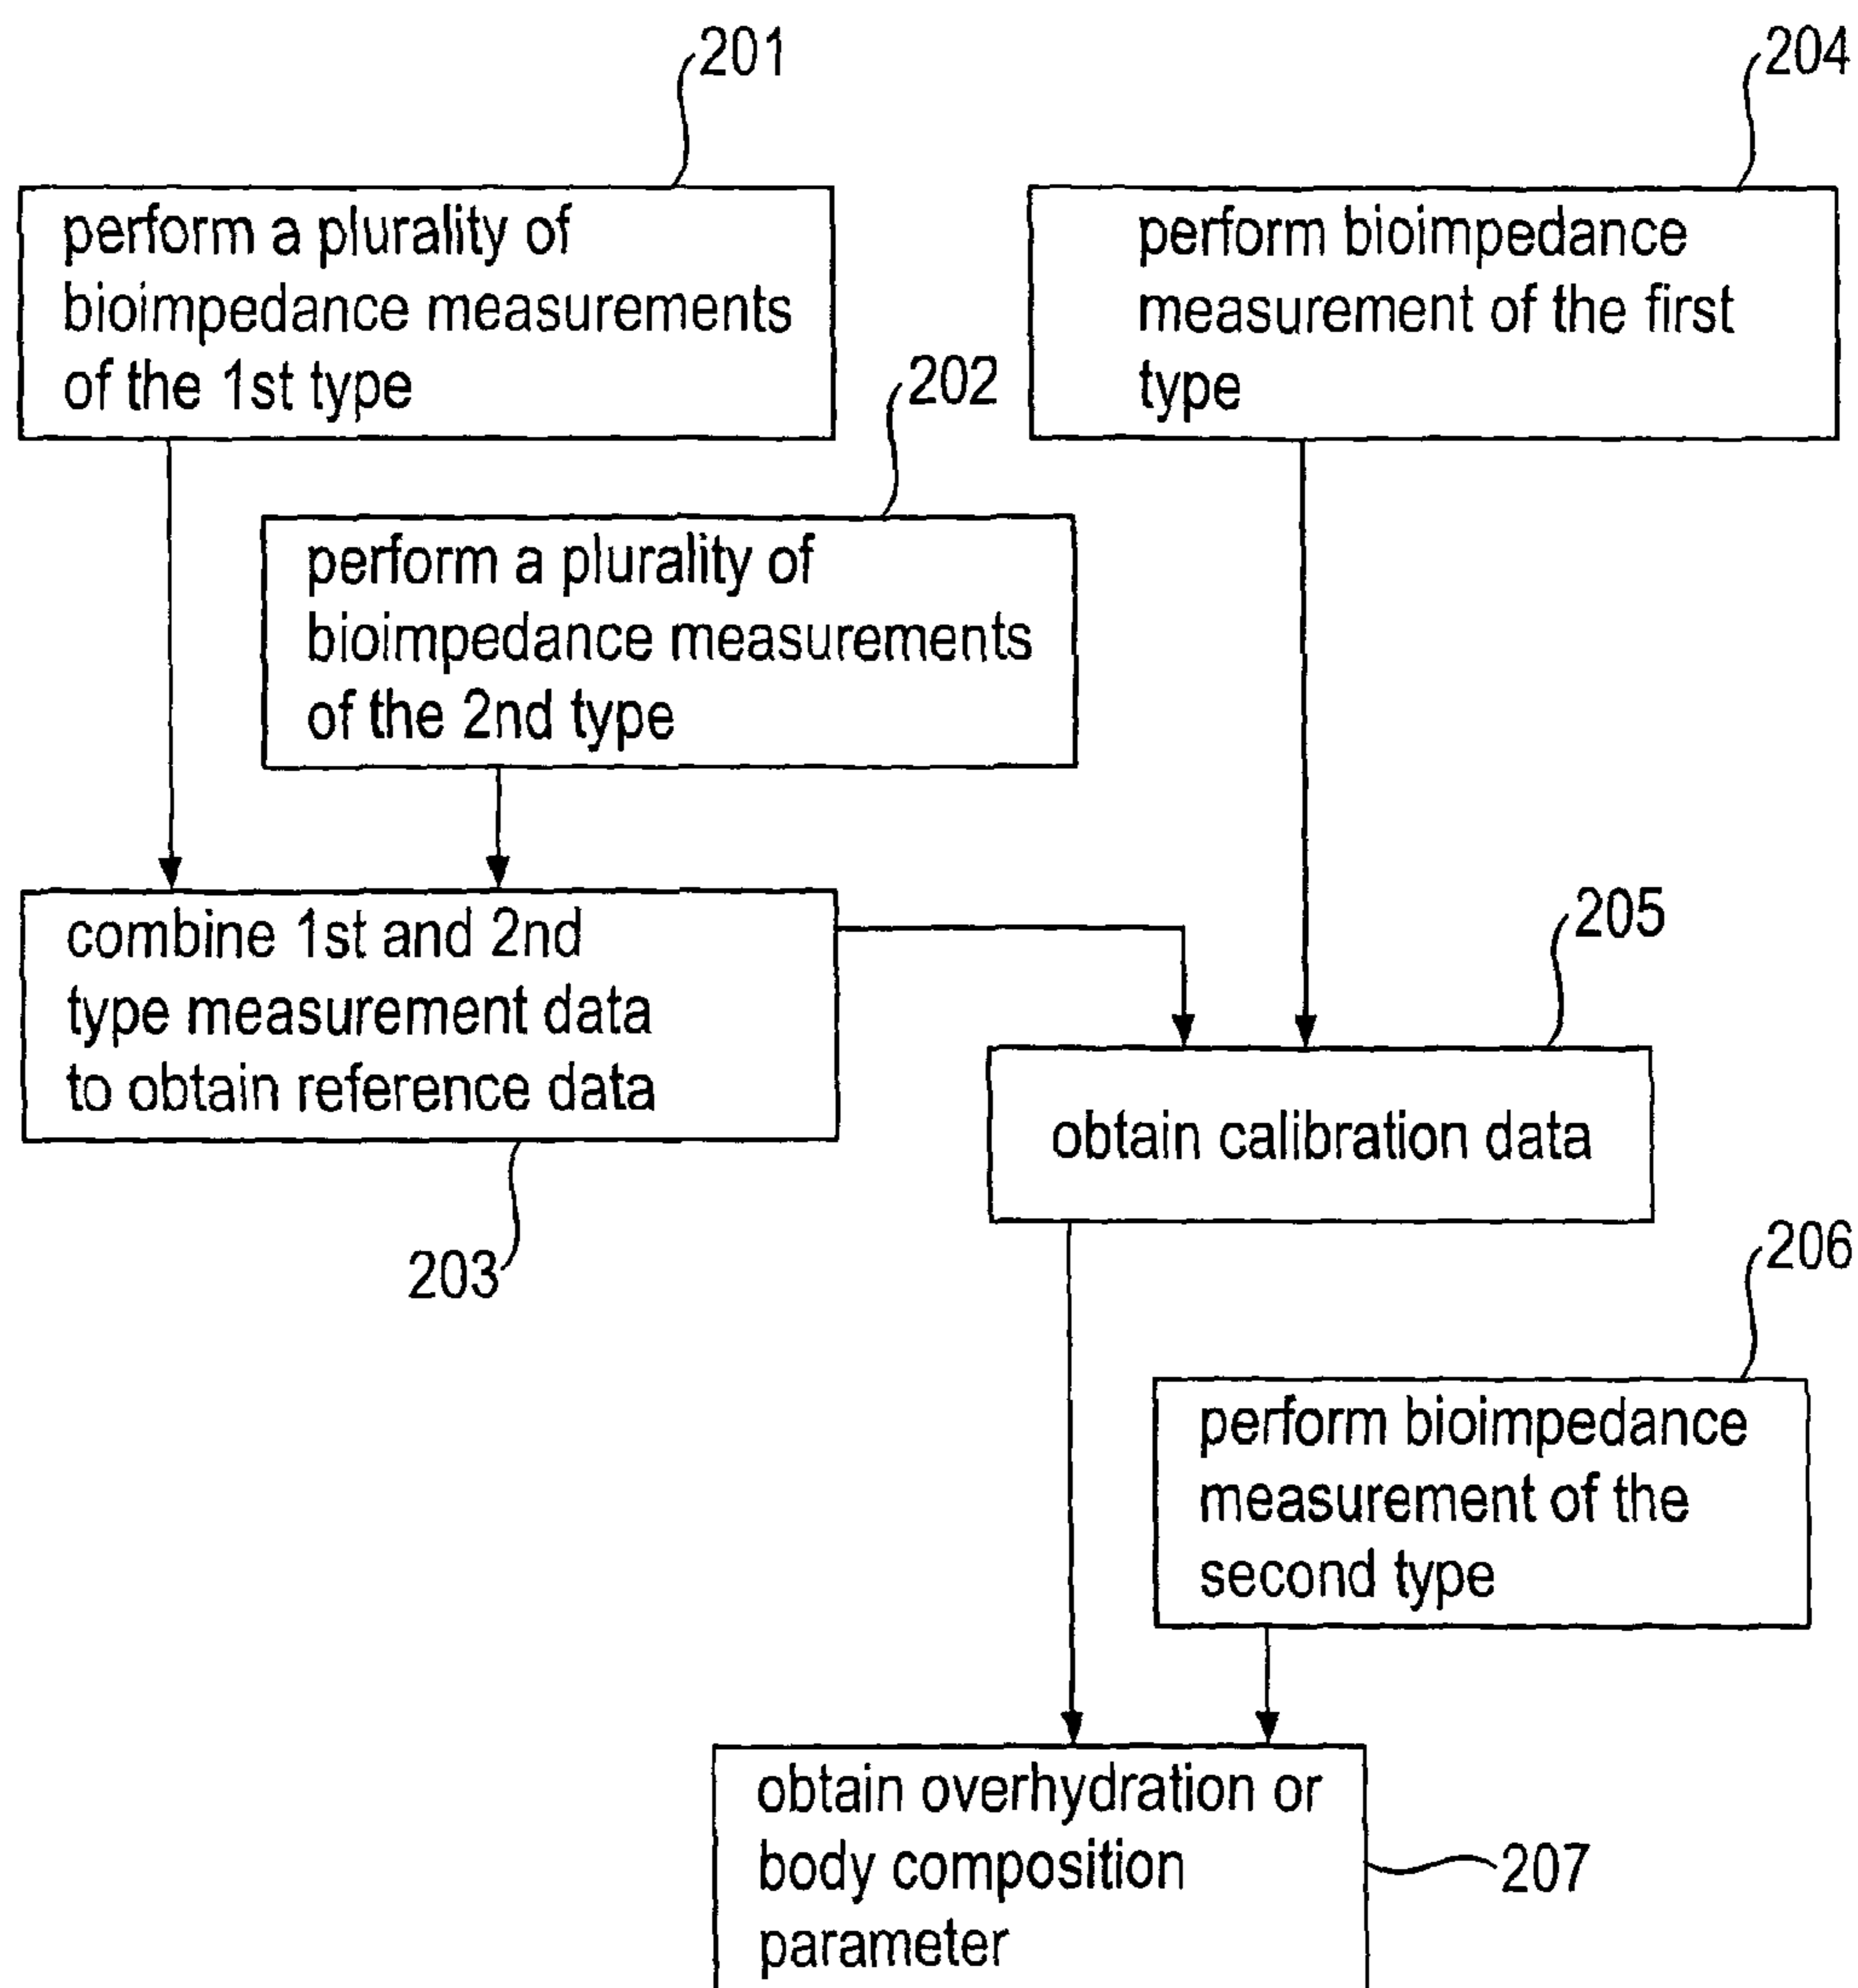 201
perform a plurality of
bioimpedance measurements
of the 1st type
204
perform bioimpedance
measurement of the first
type
202
perform a plurality of
bioimpedance measurements
of the 2nd type
combine 1st and 2nd
type measurement data
to obtain reference data
203
205
obtain calibration data
206
perform bioimpedance
measurement of the
second type
obtain overhydration or
body composition
parameter
207